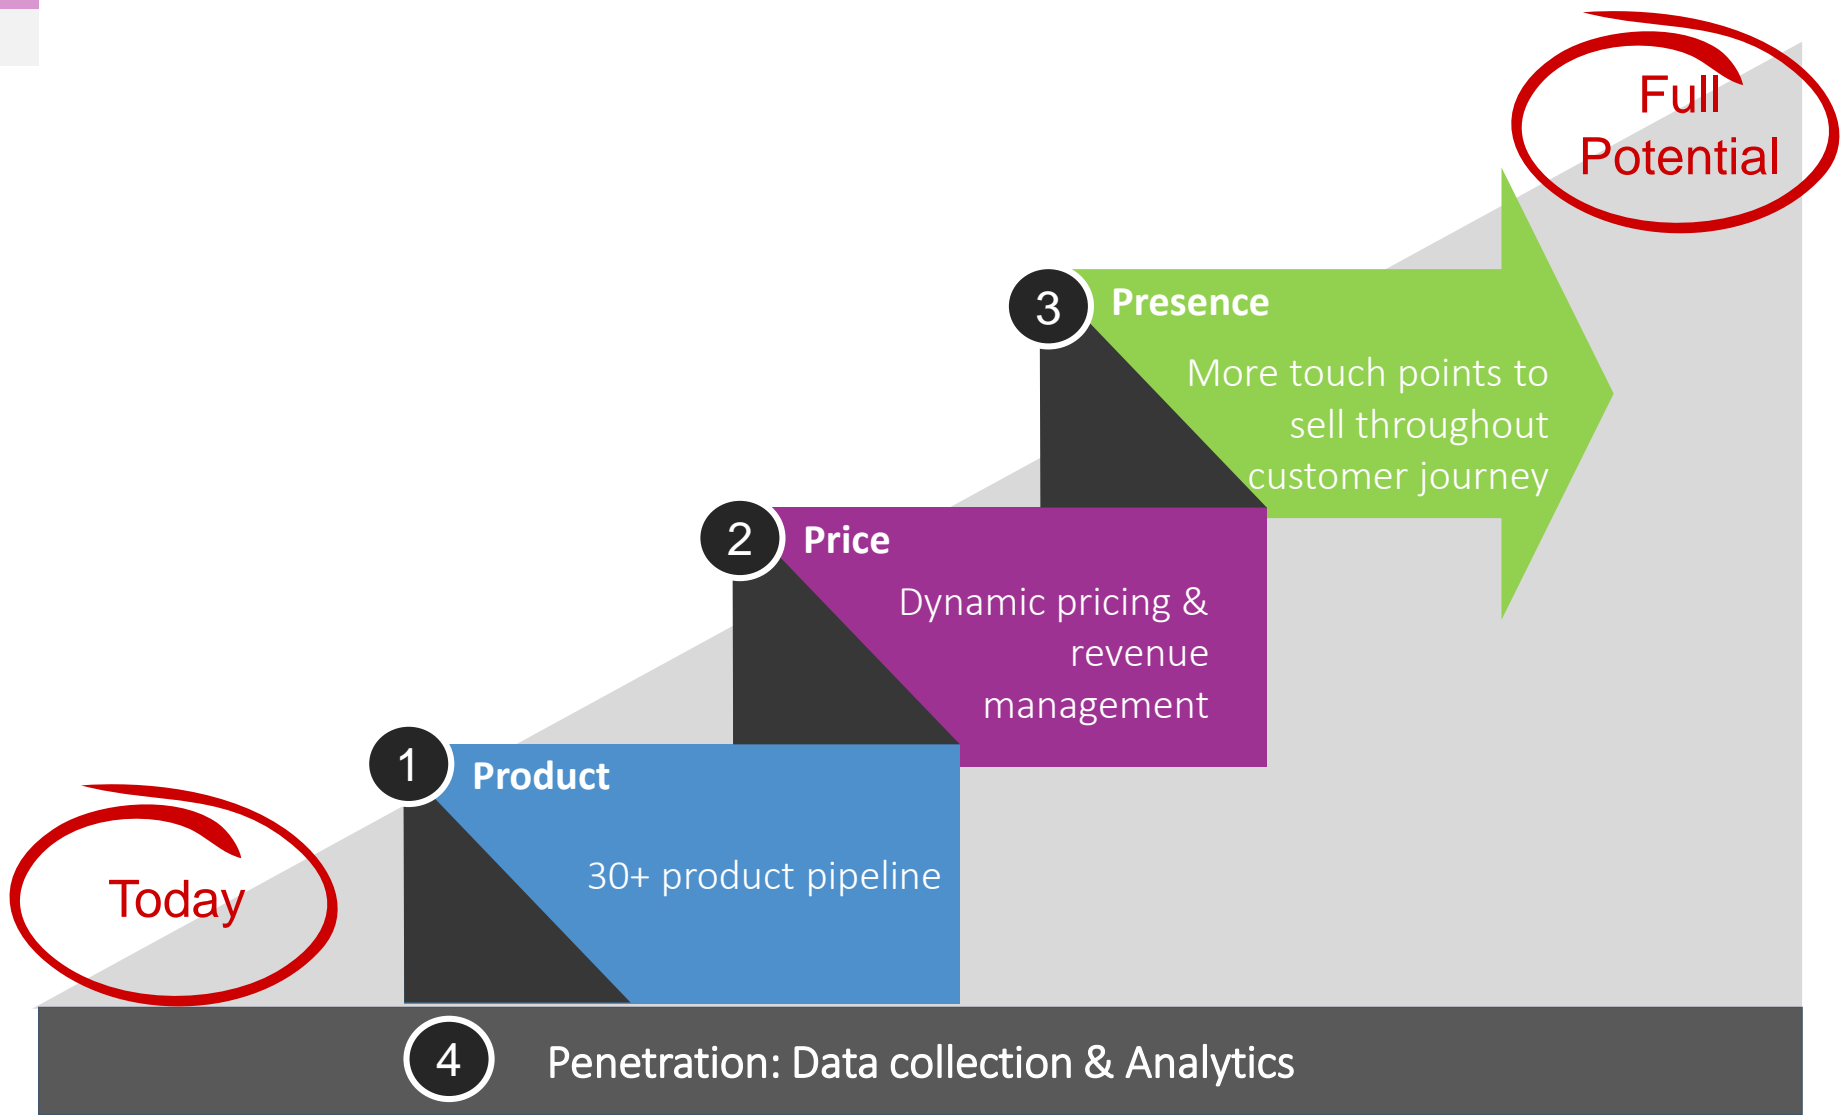 Full
Potential
3
Presence
More touch points to
sell throughout
customer journey
2
Price
Dynamic pricing &
revenue
management
1
Product
30+ product pipeline
Today
4
Penetration: Data collection & Analytics